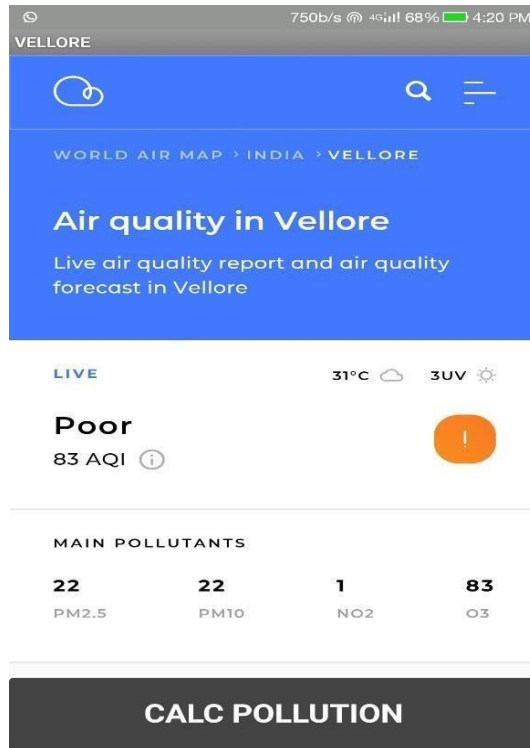 750b/s 4G 68% 4:20 PM
VELLORE
WORLD AIR MAP > INDIA > VELLORE
Air quality in Vellore
Live air quality report and air quality
forecast in Vellore
LIVE 31°C 3UV
Poor !
83 AQI i
MAIN POLLUTANTS
22 22 1 83
PM2.5 PM10 NO2 O3
CALC POLLUTION